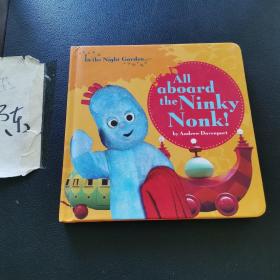 In the Night Garden...
All
aboard
the Ninky
Nonk!
by Andrew Davenport